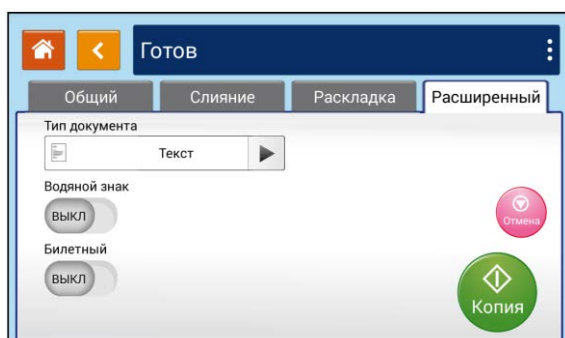 Готов
Общий Слияние Раскладка Расширенный
Тип документа
Текст
Водяной знак
ВЫКЛ
Отмена
Билетный
ВЫКЛ
Копия